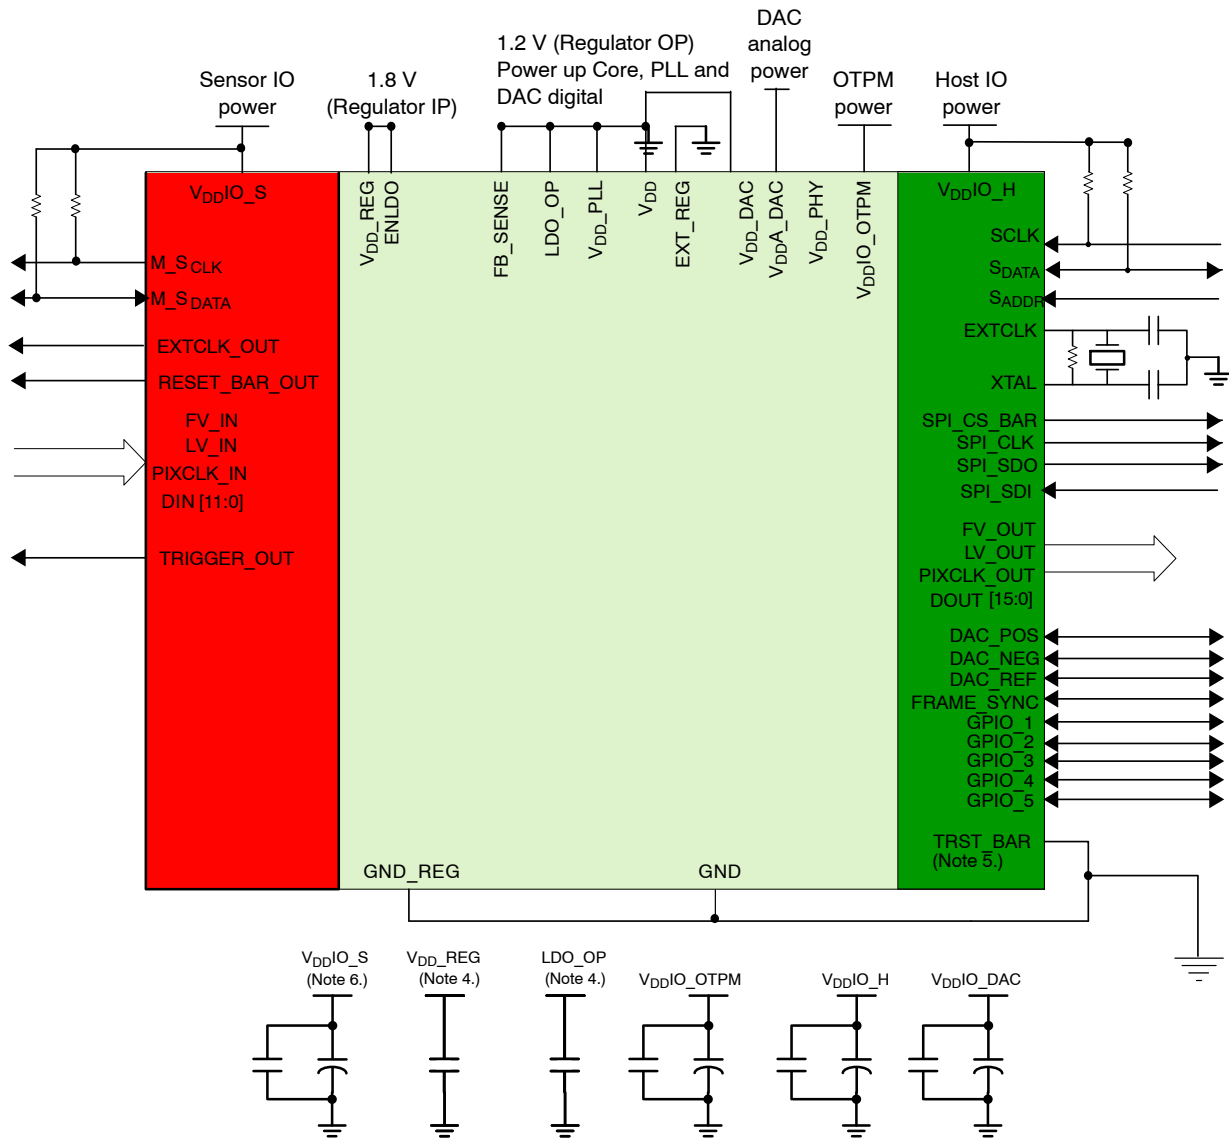 DAC
analog
power
1.2 V (Regulator OP)
Power up Core, PLL and
DAC digital
Sensor IO
power
1.8 V
(Regulator IP)
OTPM
power
Host IO
power
VDDIO_S
VDD_REG
ENLDO
FB_SENSE
LDO_OP
VDD_PLL
VDD
EXT_REG
VDD_DAC
VDDA_DAC
VDD_PHY
VDDIO_OTPM
VDDIO_H
M_SCLK
M_SDATA
EXTCLK_OUT
RESET_BAR_OUT
FV_IN
LV_IN
PIXCLK_IN
DIN [11:0]
TRIGGER_OUT
SCLK
SDATA
SADDR
EXTCLK
XTAL
SPI_CS_BAR
SPI_CLK
SPI_SDO
SPI_SDI
FV_OUT
LV_OUT
PIXCLK_OUT
DOUT [15:0]
DAC_POS
DAC_NEG
DAC_REF
FRAME_SYNC
GPIO_1
GPIO_2
GPIO_3
GPIO_4
GPIO_5
TRST_BAR
(Note 5.)
GND_REG
GND
VDDIO_S
(Note 6.)
VDD_REG
(Note 4.)
LDO_OP
(Note 4.)
VDDIO_OTPM
VDDIO_H
VDDIO_DAC